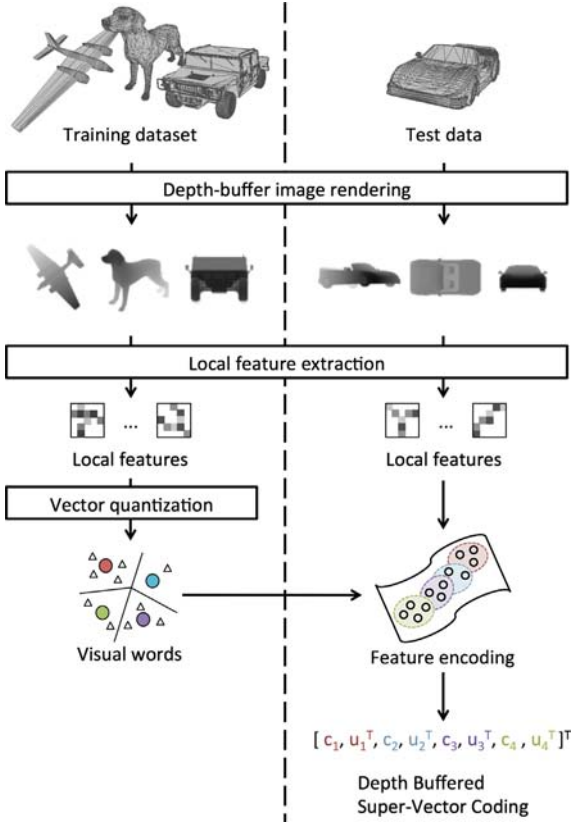 Training dataset
Test data
Depth-buffer image rendering
Local feature extraction
...
...
Local features
Local features
Vector quantization
Visual words
Feature encoding
[ c₁, u₁ᵀ, c₂, u₂ᵀ, c₃, u₃ᵀ, c₄ , u₄ᵀ ]ᵀ
Depth Buffered
Super-Vector Coding